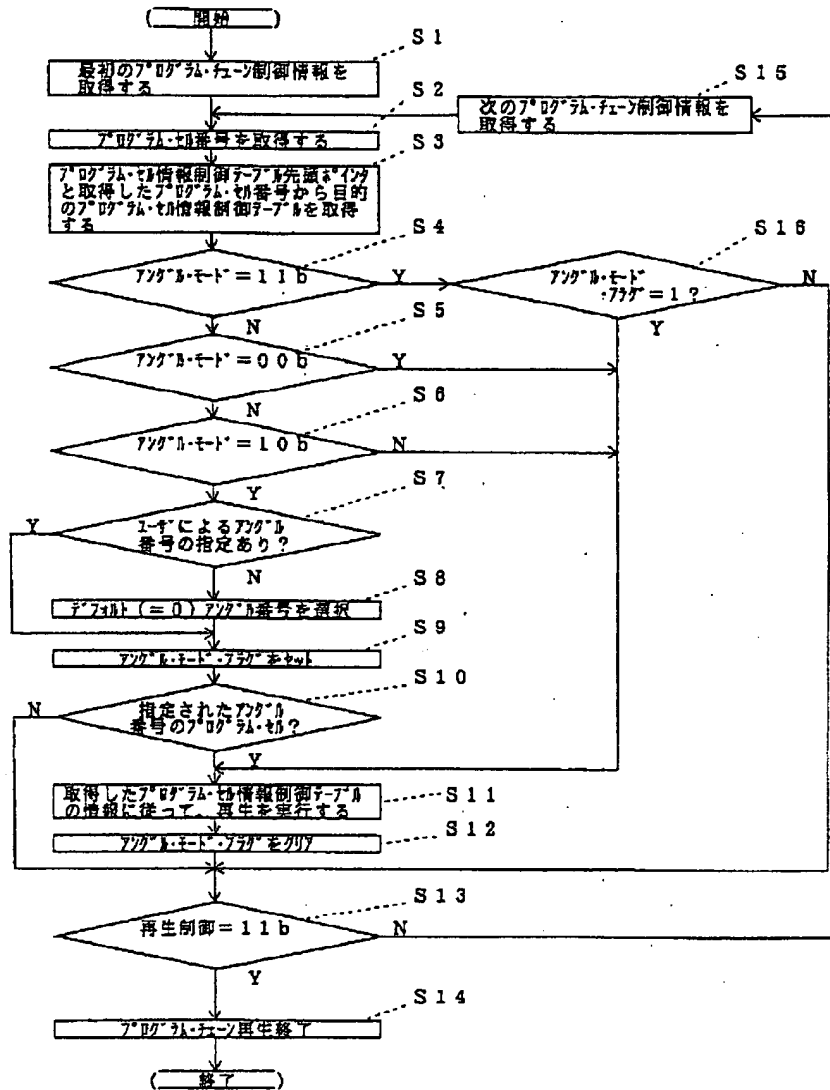 開始
S1
最初のプログラム・チェーン制御情報を
取得する
S15
次のプログラム・チェーン制御情報を
取得する
S2
プログラム・セル番号を取得する
S3
プログラム・セル情報制御テーブル先頭ポインタ
と取得したプログラム・セル番号から目的
のプログラム・セル情報制御テーブルを取得
する
S4
アングル・モード=11b
Y
N
S16
アングル・モード
・フラグ=1?
N
Y
S5
アングル・モード=00b
Y
N
S6
アングル・モード=10b
N
Y
S7
ユーザによるアングル
番号の指定あり?
Y
N
S8
デフォルト(=0)アングル番号を選択
S9
アングル・モード・フラグをセット
S10
指定されたアングル
番号のプログラム・セル?
N
Y
S11
取得したプログラム・セル情報制御テーブル
の情報に従って、再生を実行する
S12
アングル・モード・フラグをクリア
S13
再生制御=11b
N
Y
S14
プログラム・チェーン再生終了
終了